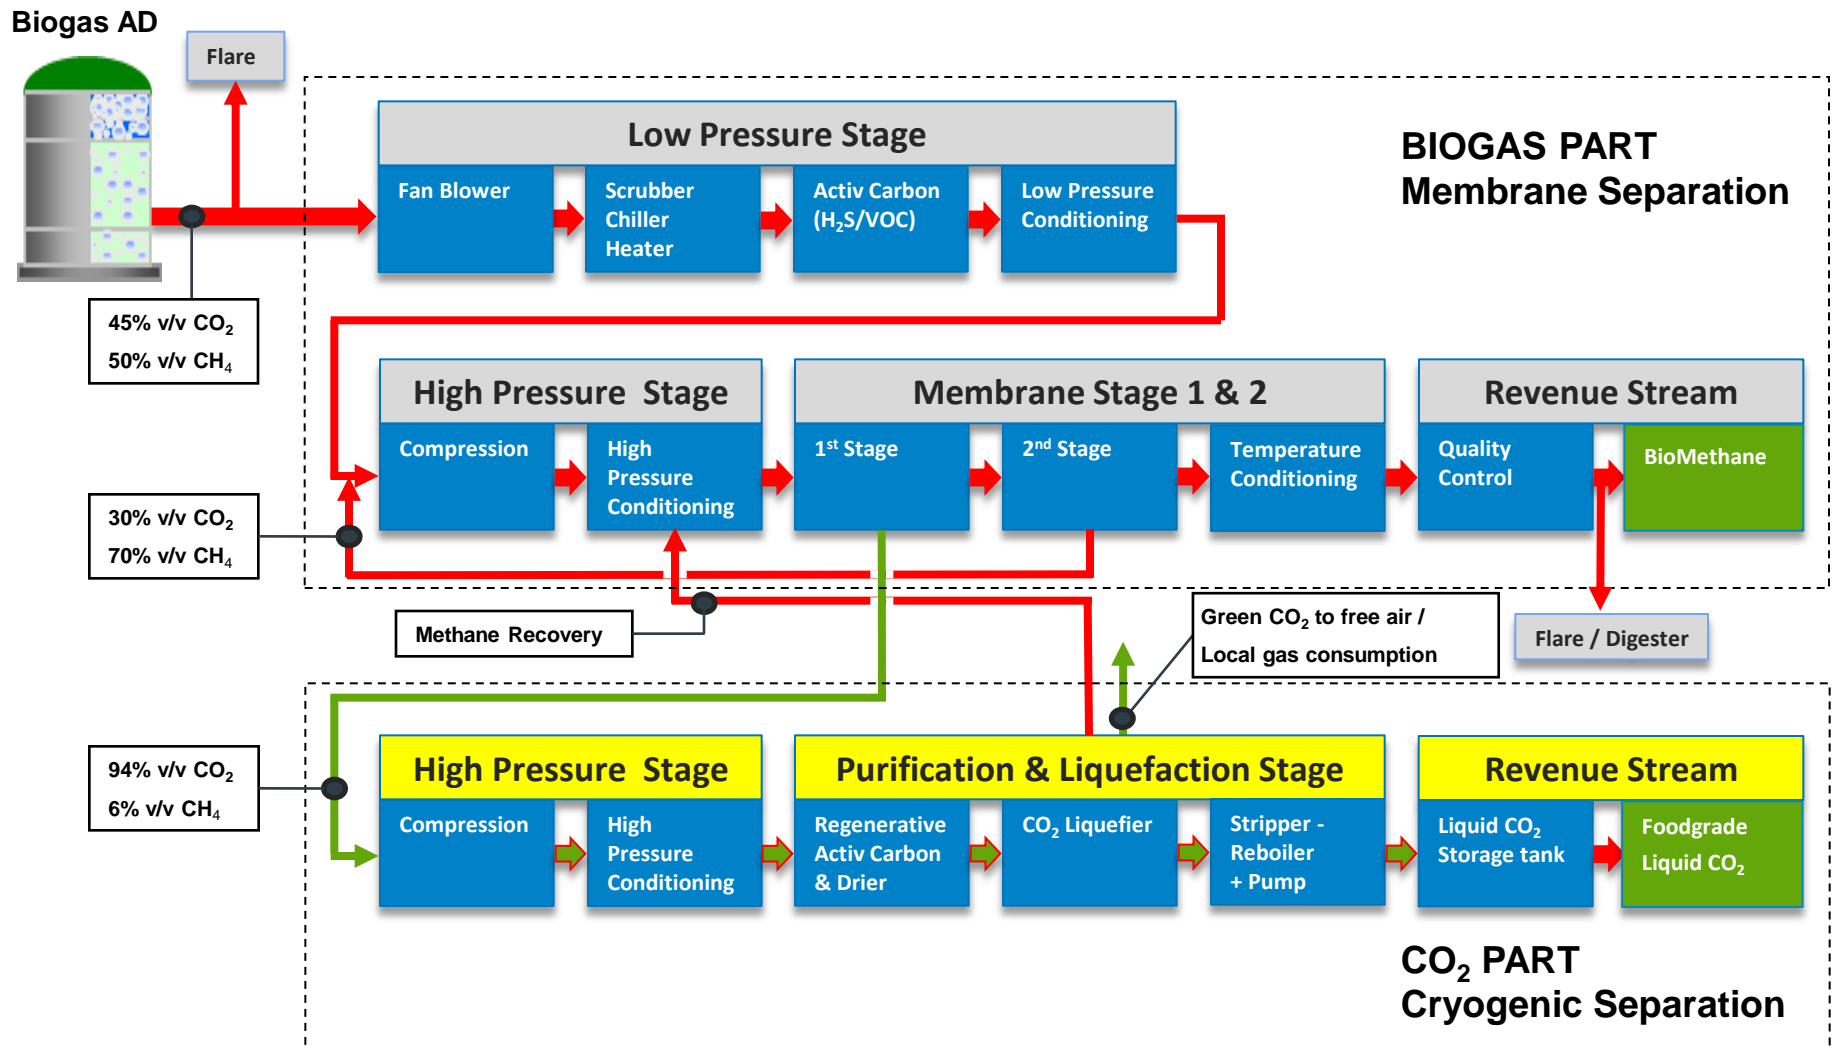 Biogas AD
Flare
Low Pressure Stage
BIOGAS PART
Membrane Separation
Fan Blower
Scrubber
Chiller
Heater
Activ Carbon
(H₂S/VOC)
Low Pressure
Conditioning
45% v/v CO₂
50% v/v CH₄
High Pressure Stage
Membrane Stage 1 & 2
Revenue Stream
Compression
High
Pressure
Conditioning
1st Stage
2nd Stage
Temperature
Conditioning
Quality
Control
BioMethane
30% v/v CO₂
70% v/v CH₄
Methane Recovery
Green CO₂ to free air /
Local gas consumption
Flare / Digester
94% v/v CO₂
6% v/v CH₄
High Pressure Stage
Purification & Liquefaction Stage
Revenue Stream
Compression
High
Pressure
Conditioning
Regenerative
Activ Carbon
& Drier
CO₂ Liquefier
Stripper -
Reboiler
+ Pump
Liquid CO₂
Storage tank
Foodgrade
Liquid CO₂
CO₂ PART
Cryogenic Separation